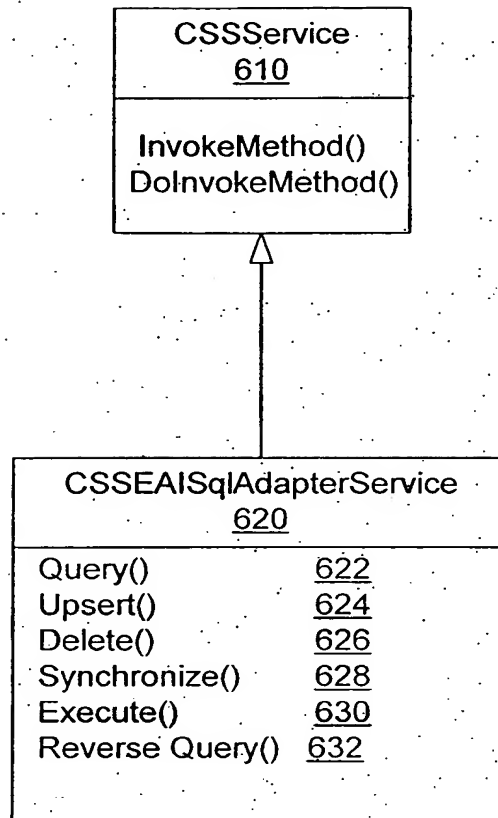 CSSService
610
InvokeMethod()
DoInvokeMethod()
CSSEAISqlAdapterService
620
Query() 622
Upsert() 624
Delete() 626
Synchronize() 628
Execute() 630
Reverse Query() 632